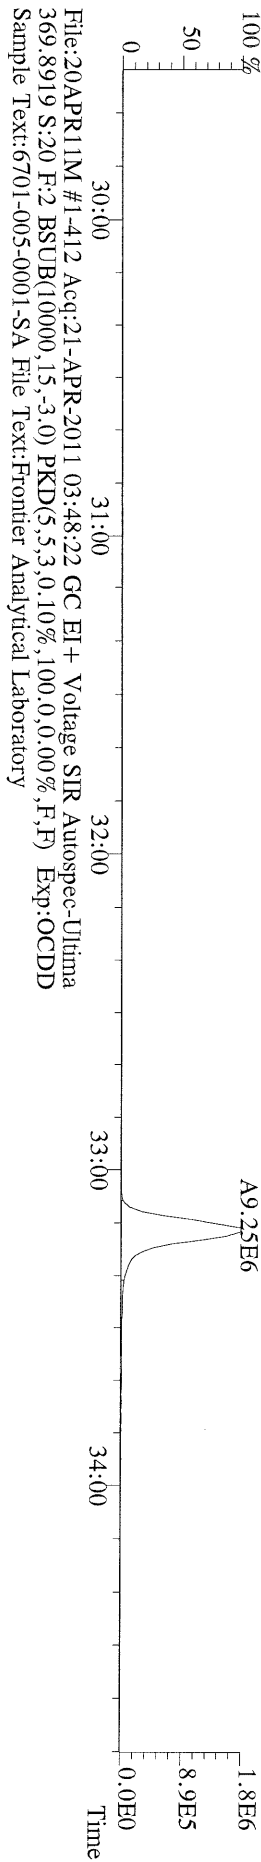 File:20APR11M #1-412 Acq:21-APR-2011 03:48:22 GC EI+ Voltage SIR Autospec-Ultima
369.8919 S:20 F:2 BSUB(10000,15,-3.0) PKD(5,5,3,0.10%,100.0,0.00%,F,F) Exp:OCDD
Sample Text:6701-005-0001-SA File Text:Frontier Analytical Laboratory
100 %
50
0
A9.25E6
1.8E6
8.9E5
0.0E0
30:00 31:00 32:00 33:00 34:00
Time